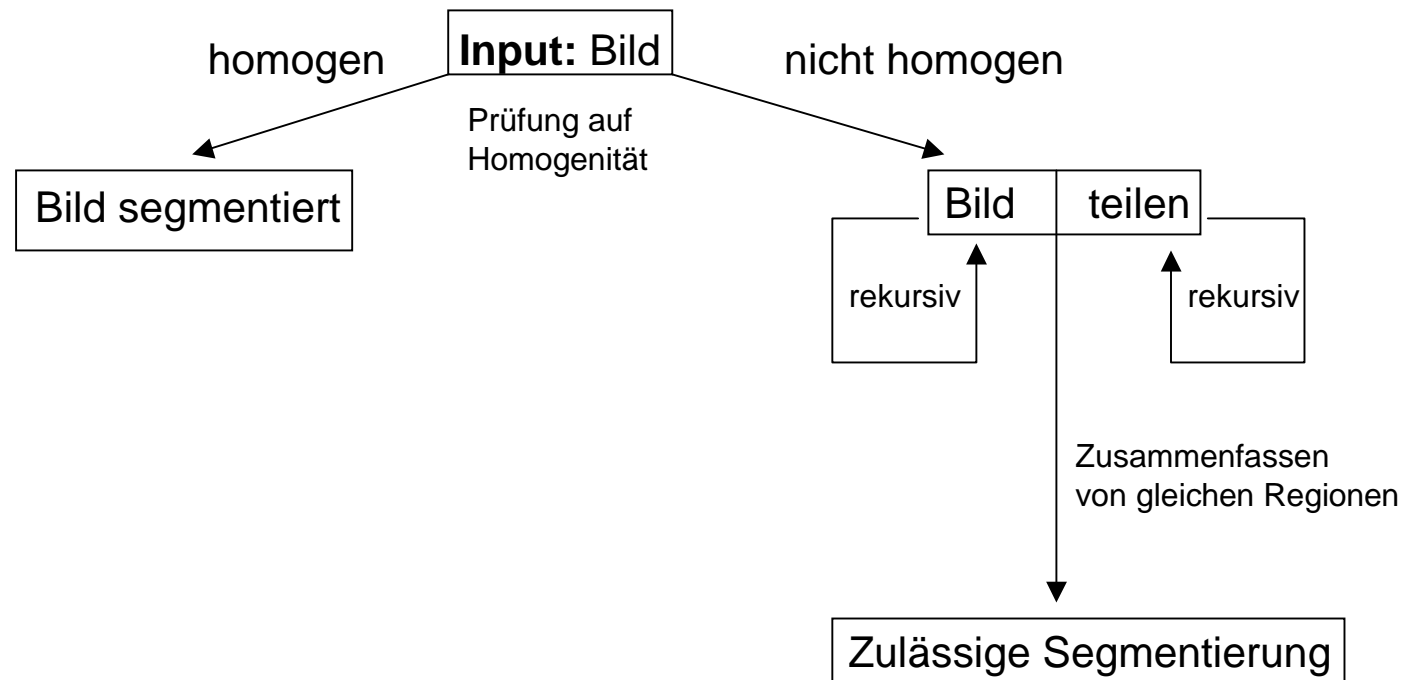 homogen
Input: Bild
nicht homogen
Prüfung auf
Homogenität
Bild segmentiert
Bild teilen
rekursiv
rekursiv
Zusammenfassen
von gleichen Regionen
Zulässige Segmentierung